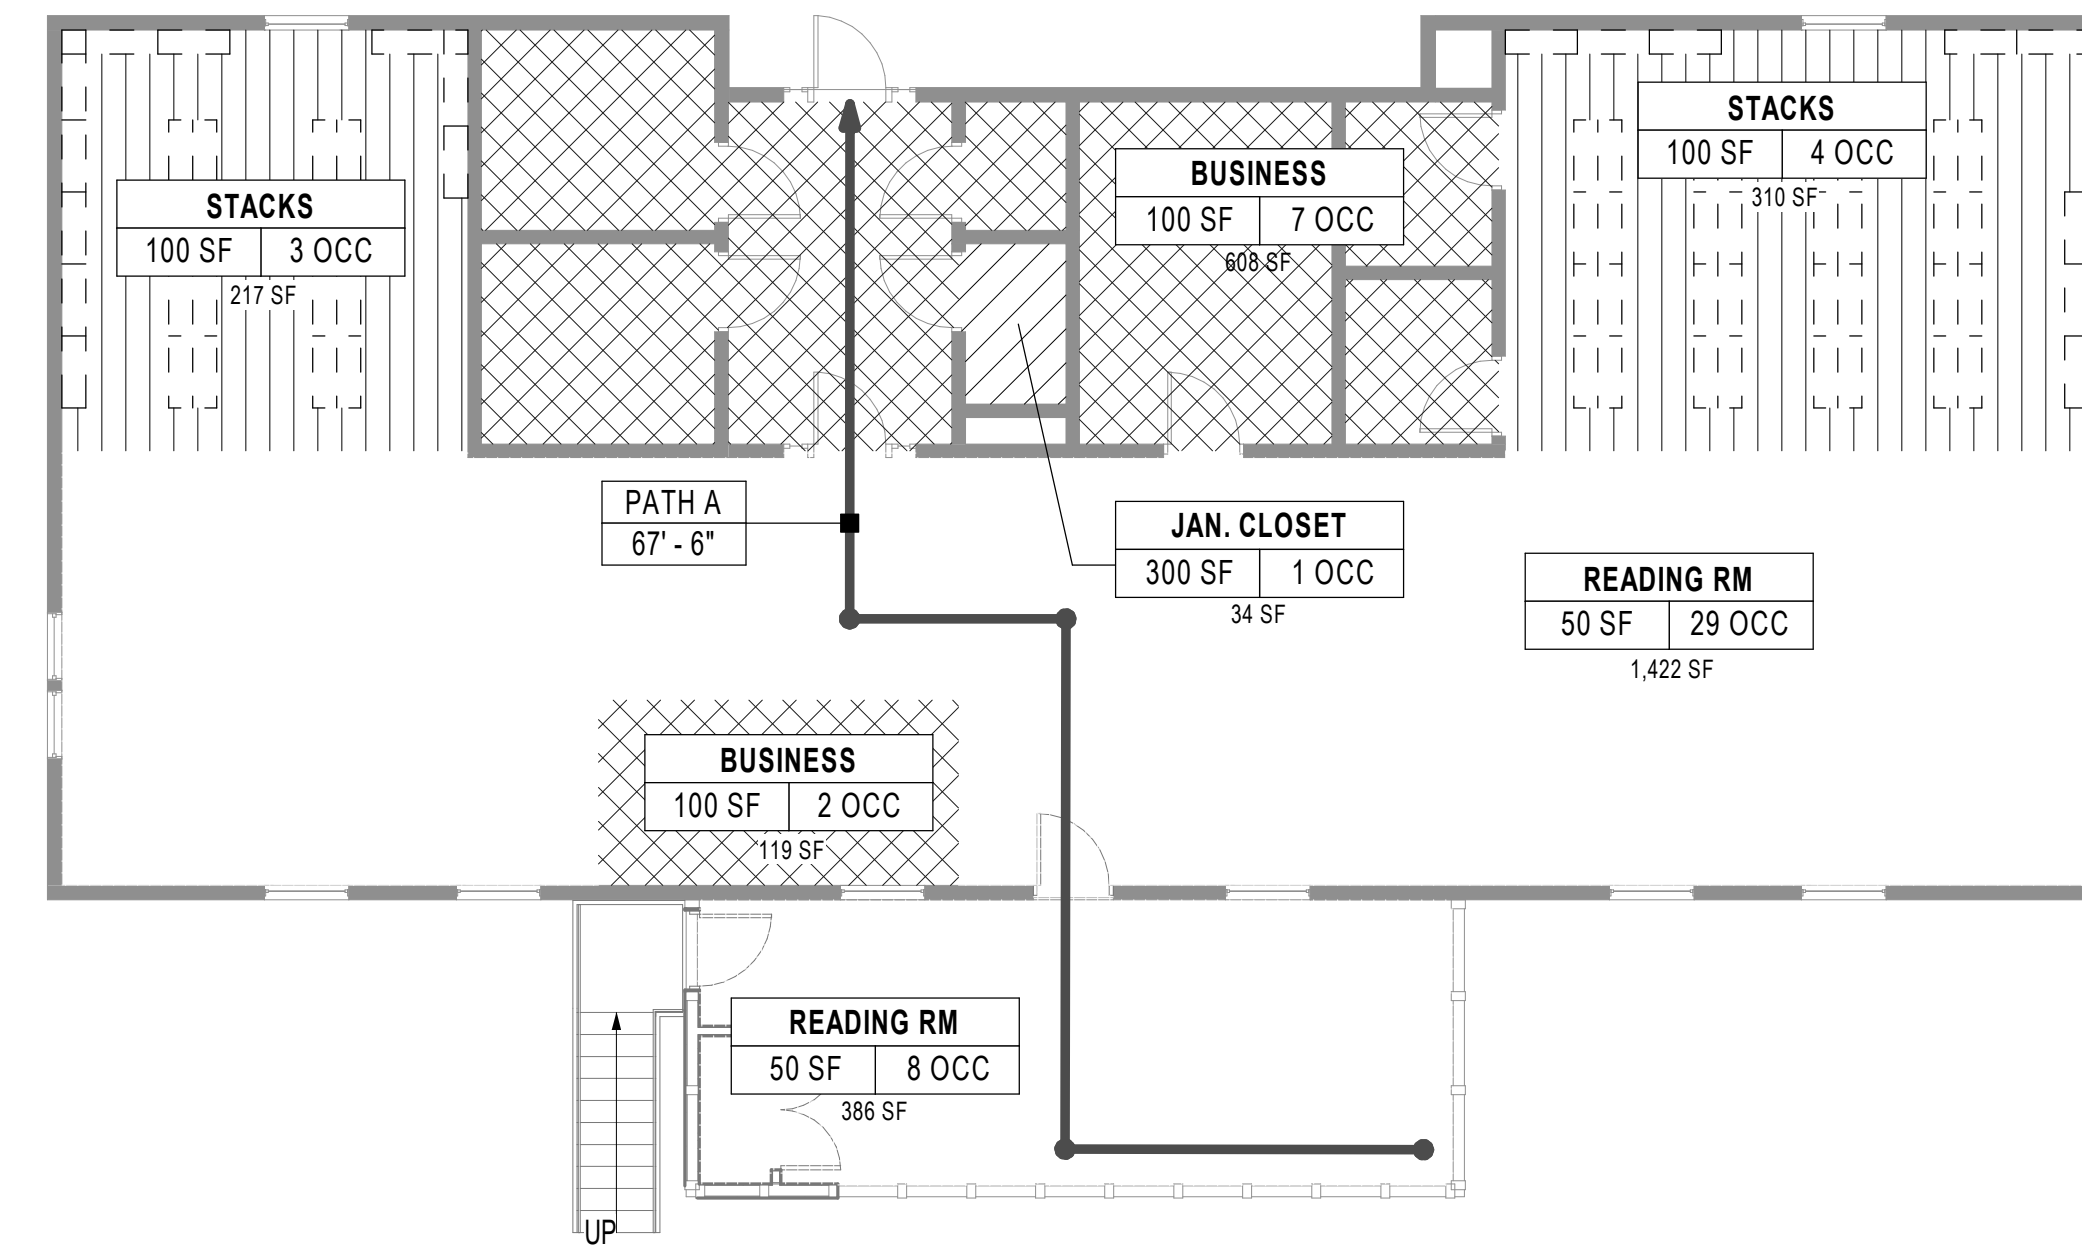 STACKS
100 SF 4 OCC
310 SF
BUSINESS
100 SF 7 OCC
608 SF
STACKS
100 SF 3 OCC
217 SF
PATH A
67' - 6"
JAN. CLOSET
300 SF 1 OCC
34 SF
READING RM
50 SF 29 OCC
1,422 SF
BUSINESS
100 SF 2 OCC
119 SF
READING RM
50 SF 8 OCC
386 SF
UP